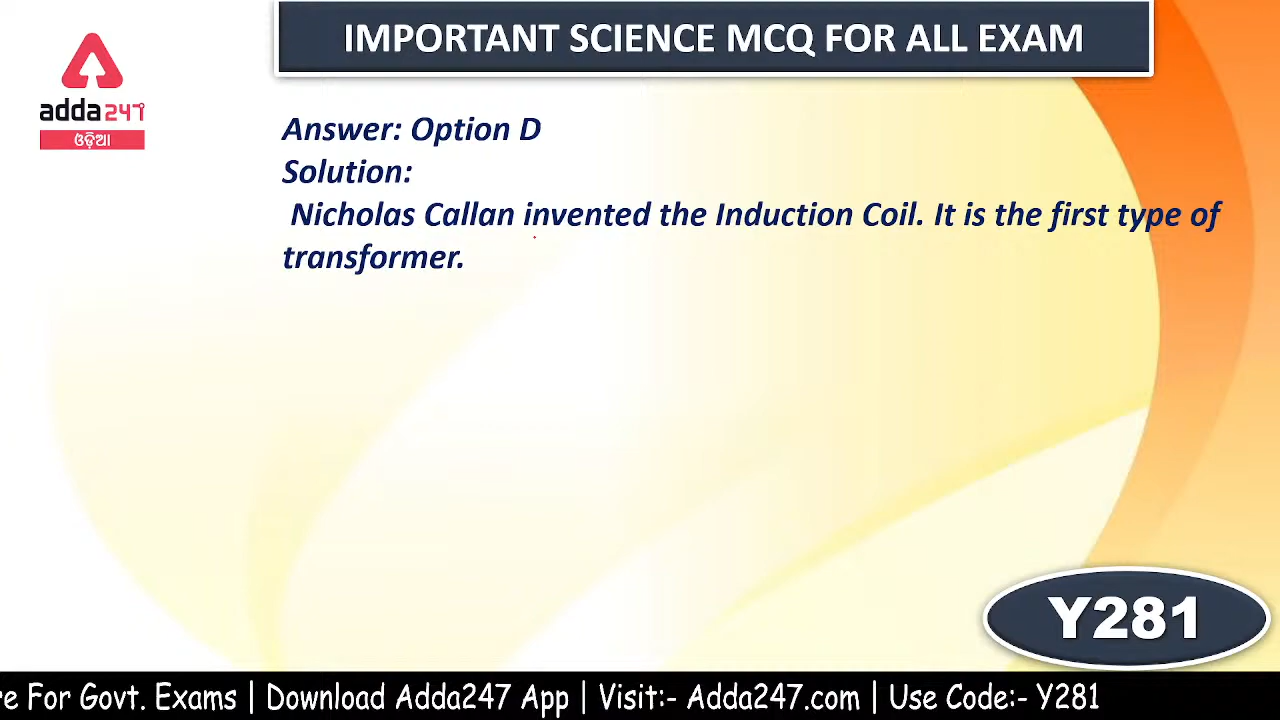 IMPORTANT SCIENCE MCQ FOR ALL EXAM
adda247
ଓଡ଼ିଆ
Answer: Option D
Solution:
Nicholas Callan invented the Induction Coil. It is the first type of
transformer.
Y281
re For Govt. Exams | Download Adda247 App | Visit:- Adda247.com | Use Code:- Y281